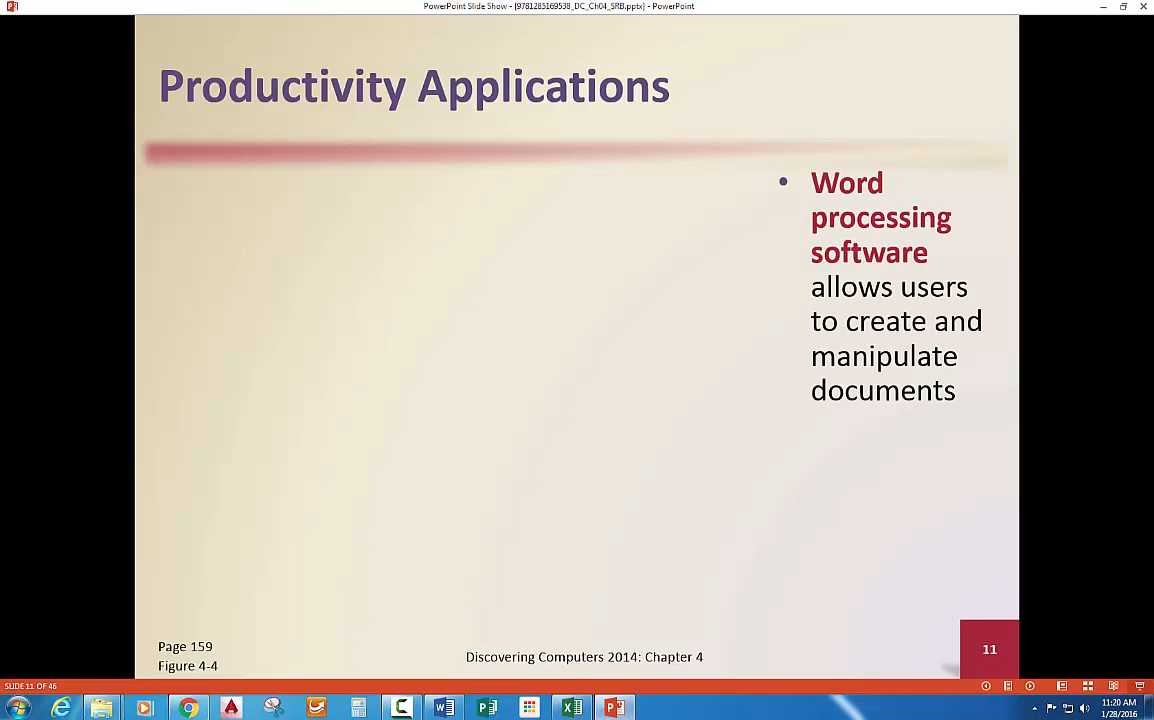 PowerPoint Slide Show - [9781285169538_DC_Ch04_SRB.pptx] - PowerPoint
Productivity Applications
• Word
processing
software
allows users
to create and
manipulate
documents
Page 159
Figure 4-4
Discovering Computers 2014: Chapter 4
11
SLIDE 11 OF 46
11:20 AM
1/28/2016